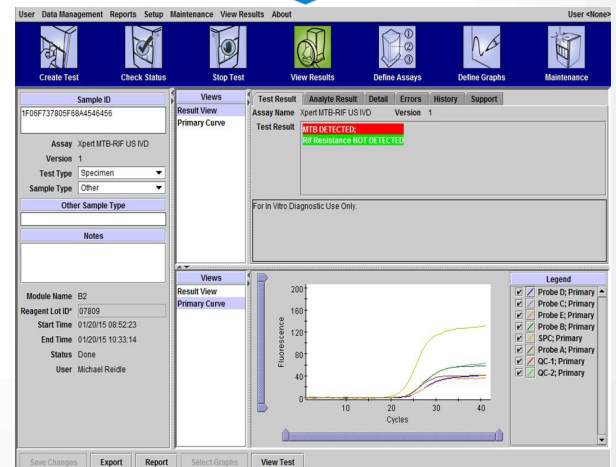 User Data Management Reports Setup Maintenance View Results About User <None>
Create Test Check Status Stop Test View Results Define Assays Define Graphs Maintenance
Sample ID
1F06F737805F68A4546456
Assay Xpert MTB-RIF US IVD
Version 1
Test Type Specimen
Sample Type Other
Other Sample Type
Notes
Module Name B2
Reagent Lot ID* 07809
Start Time 01/20/15 08:52:23
End Time 01/20/15 10:33:14
Status Done
User Michael Reidle
Views
Result View
Primary Curve
Test Result Analyte Result Detail Errors History Support
Assay Name Xpert MTB-RIF US IVD Version 1
Test Result MTB DETECTED;
Rif Resistance NOT DETECTED
For In Vitro Diagnostic Use Only.
Views
Result View
Primary Curve
Fluorescence
200
160
120
80
40
0
10 20 30 40
Cycles
Legend
Probe D; Primary
Probe C; Primary
Probe E; Primary
Probe B; Primary
SPC; Primary
Probe A; Primary
QC-1; Primary
QC-2; Primary
Save Changes Export Report Select Graphs View Test